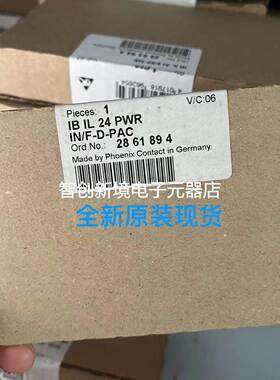 Pieces: 1
V/C:06
IB IL 24 PWR
IN/F-D-PAC
Ord.No.: 28 61 89 4
Made by Phoenix Contact in Germany
智创新境电子元器店
全新原装现货